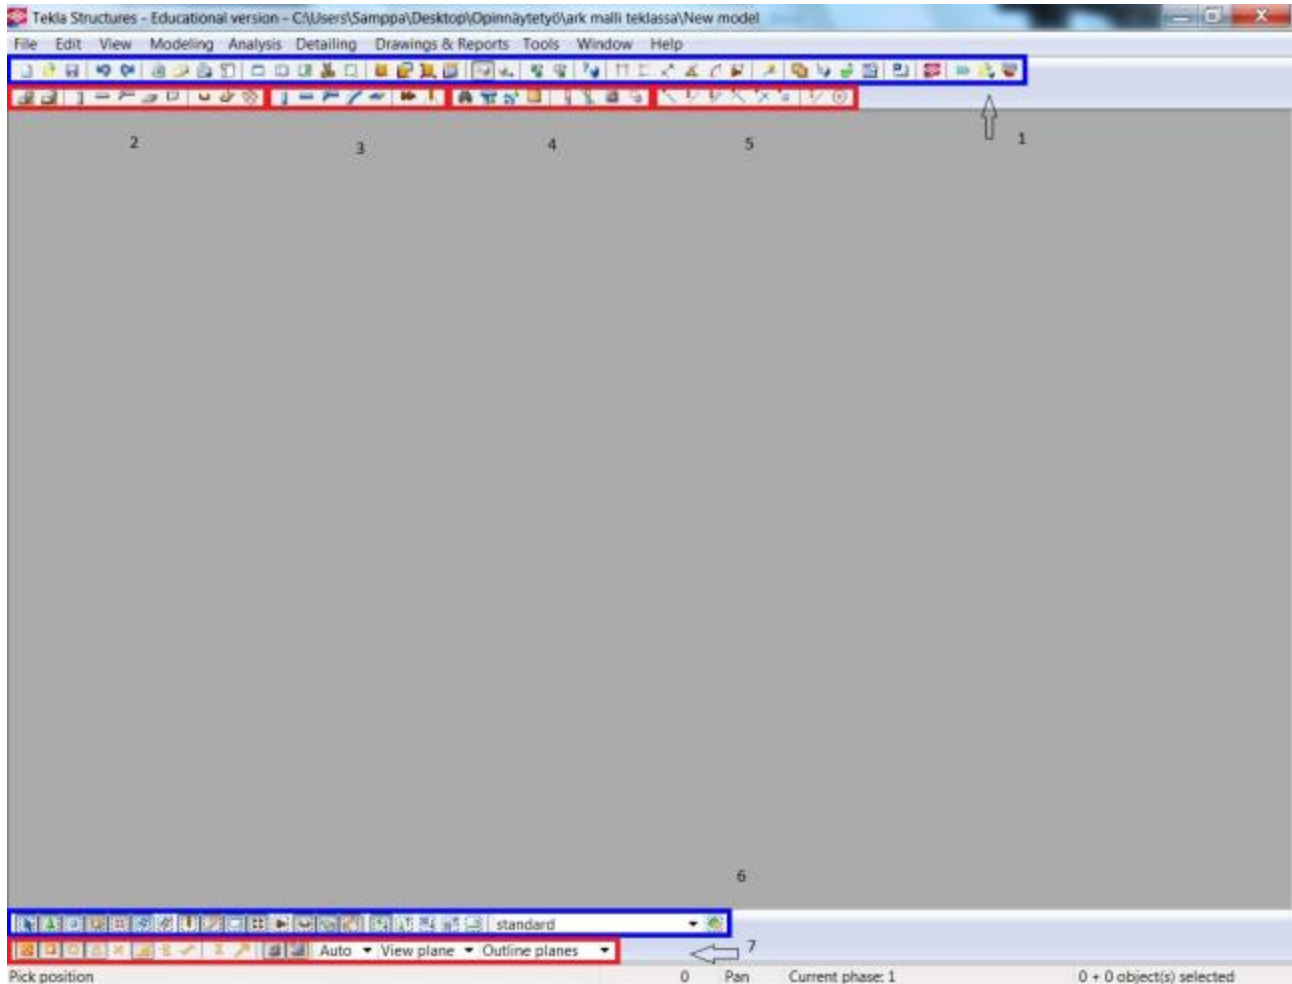 Tekla Structures - Educational version - C:\Users\Samppa\Desktop\Opinnäytetyö\ark malli teklassa\New model
File Edit View Modeling Analysis Detailing Drawings & Reports Tools Window Help
1
2 3 4 5
6
standard
7
Auto View plane Outline planes
Pick position 0 Pan Current phase: 1 0 + 0 object(s) selected